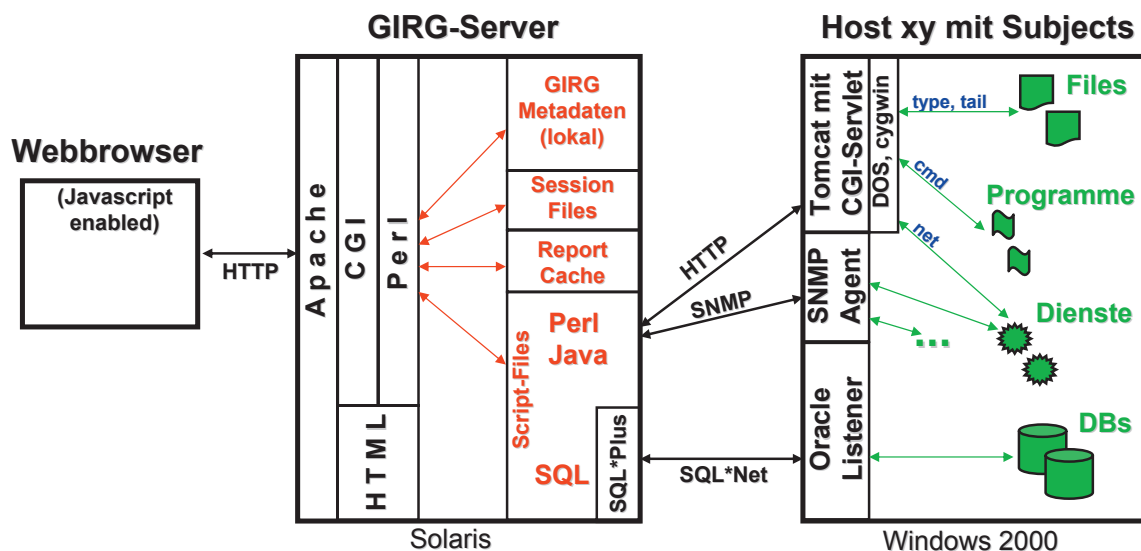 GIRG-Server
Host xy mit Subjects
Webbrowser
(Javascript
enabled)
HTTP
Apache
CGI
Perl
HTML
GIRG
Metadaten
(lokal)
Session
Files
Report
Cache
Script-Files
Perl
Java
SQL
SQL*Plus
Solaris
HTTP
SNMP
SQL*Net
Tomcat mit
CGI-Servlet
DOS, cygwin
SNMP
Agent
Oracle
Listener
type, tail
cmd
net
...
Files
Programme
Dienste
DBs
Windows 2000